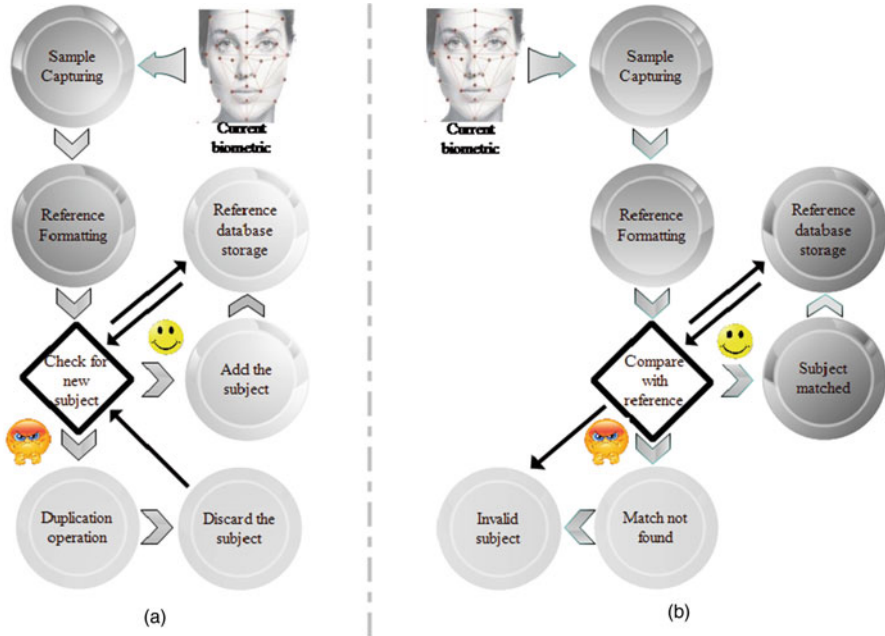 Sample
Capturing
Current
biometric
Reference
Formatting
Reference
database
storage
Check for
new
subject
Add the
subject
Duplication
operation
Discard the
subject
(a)
Current
biometric
Sample
Capturing
Reference
Formatting
Reference
database
storage
Compare
with
reference
Subject
matched
Invalid
subject
Match not
found
(b)